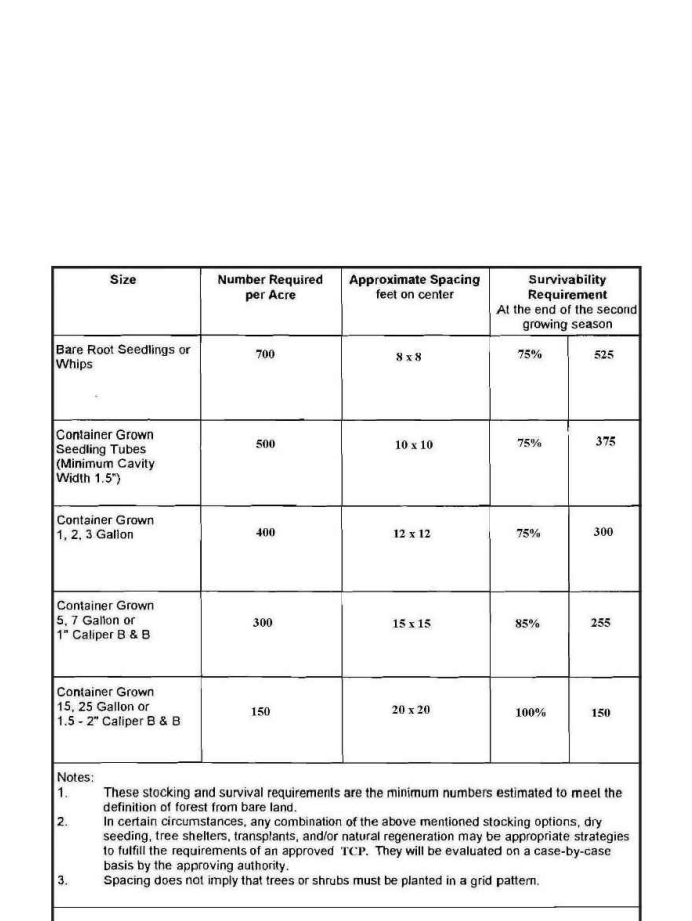 Size
Number Required
per Acre
Approximate Spacing
feet on center
Survivability
Requirement
At the end of the second
growing season
Bare Root Seedlings or
Whips
700
8 x 8
75%
525
Container Grown
Seedling Tubes
(Minimum Cavity
Width 1.5")
500
10 x 10
75%
375
Container Grown
1, 2, 3 Gallon
400
12 x 12
75%
300
Container Grown
5, 7 Gallon or
1" Caliper B & B
300
15 x 15
85%
255
Container Grown
15, 25 Gallon or
1.5 - 2" Caliper B & B
150
20 x 20
100%
150
Notes:
1. These stocking and survival requirements are the minimum numbers estimated to meet the
definition of forest from bare land.
2. In certain circumstances, any combination of the above mentioned stocking options, dry
seeding, tree shelters, transplants, and/or natural regeneration may be appropriate strategies
to fulfill the requirements of an approved TCP. They will be evaluated on a case-by-case
basis by the approving authority.
3. Spacing does not imply that trees or shrubs must be planted in a grid pattern.